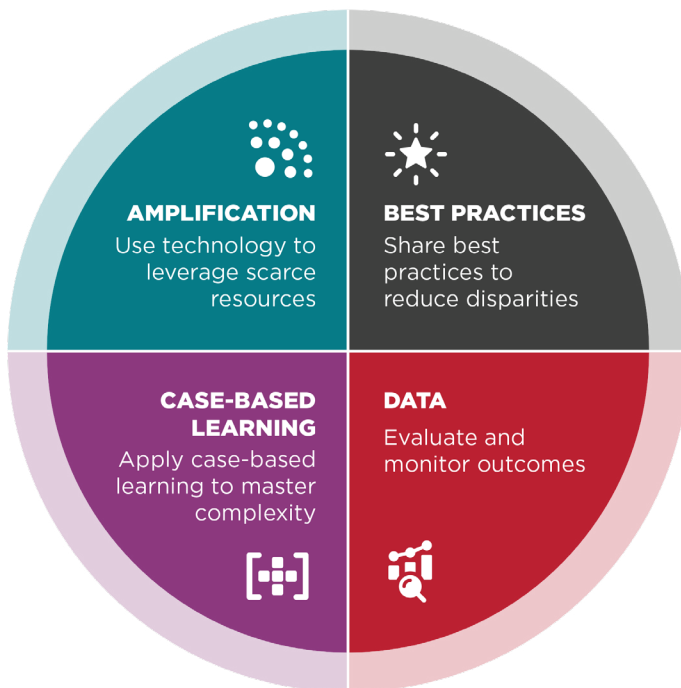 AMPLIFICATION
Use technology to
leverage scarce
resources
BEST PRACTICES
Share best
practices to
reduce disparities
CASE-BASED
LEARNING
Apply case-based
learning to master
complexity
DATA
Evaluate and
monitor outcomes